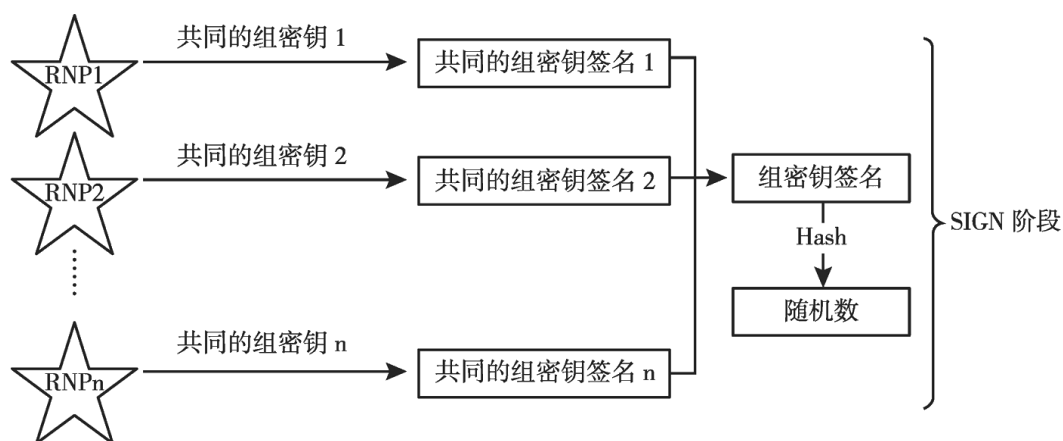 RNP1
共同的组密钥 1
共同的组密钥签名 1
RNP2
共同的组密钥 2
共同的组密钥签名 2
组密钥签名
Hash
随机数
SIGN 阶段
RNPn
共同的组密钥 n
共同的组密钥签名 n